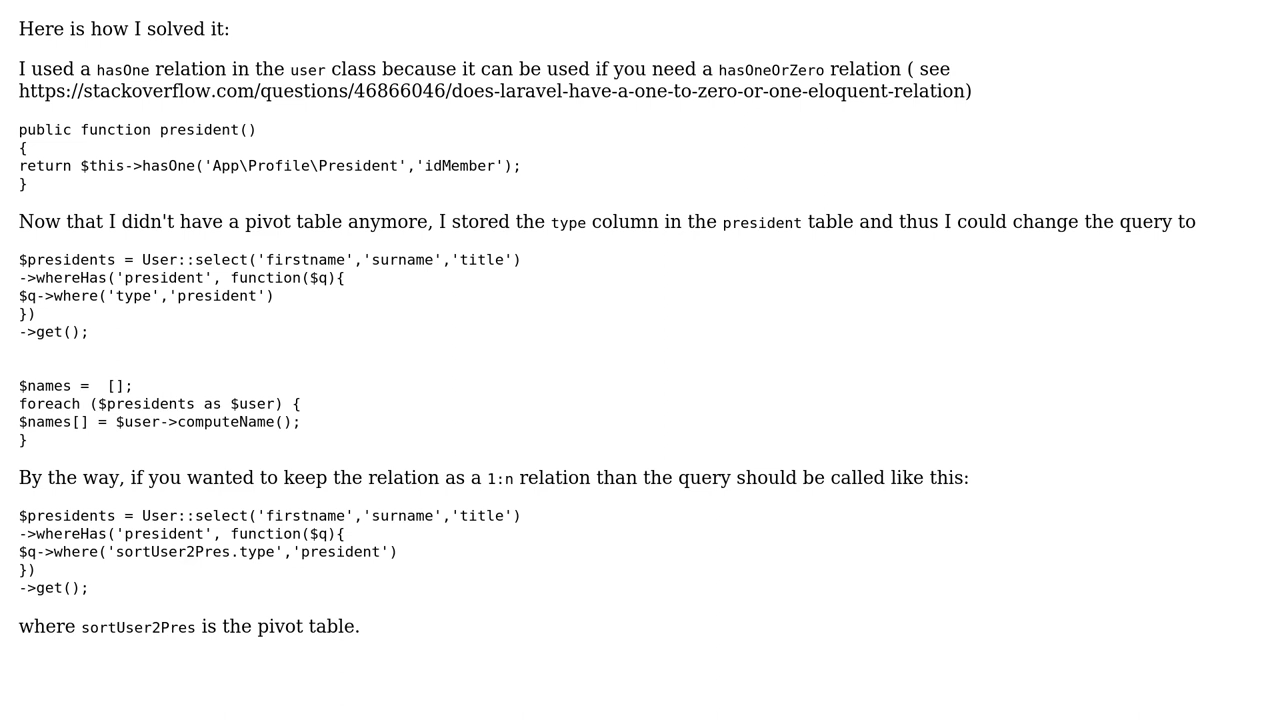 Here is how I solved it:
I used a hasOne relation in the user class because it can be used if you need a hasOneOrZero relation ( see
https://stackoverflow.com/questions/46866046/does-laravel-have-a-one-to-zero-or-one-eloquent-relation)
public function president()
{
return $this->hasOne('App\Profile\President','idMember');
}
Now that I didn't have a pivot table anymore, I stored the type column in the president table and thus I could change the query to
$presidents = User::select('firstname','surname','title')
->whereHas('president', function($q){
$q->where('type','president')
})
->get();
$names =  [];
foreach ($presidents as $user) {
$names[] = $user->computeName();
}
By the way, if you wanted to keep the relation as a 1:n relation than the query should be called like this:
$presidents = User::select('firstname','surname','title')
->whereHas('president', function($q){
$q->where('sortUser2Pres.type','president')
})
->get();
where sortUser2Pres is the pivot table.